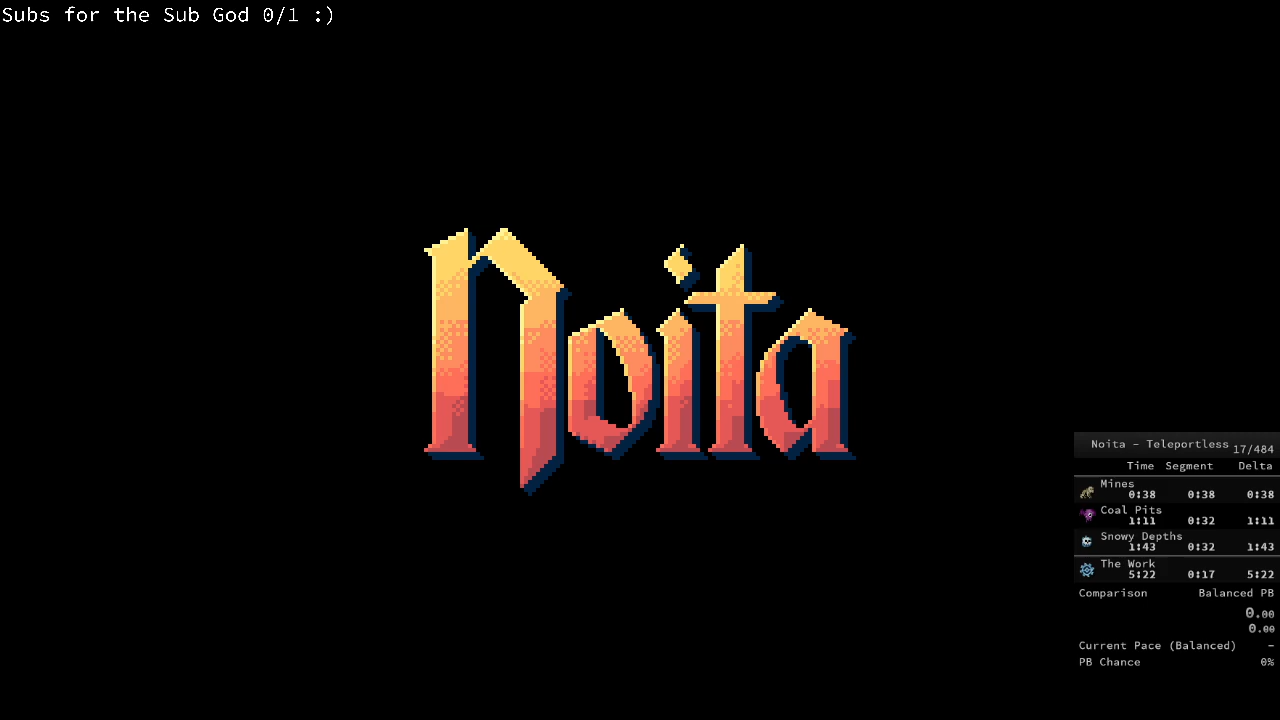 Subs for the Sub God 0/1 :)
Noita
Noita - Teleportless 17/484
Time Segment Delta
Mines
0:38 0:38 0:38
Coal Pits
1:11 0:32 1:11
Snowy Depths
1:43 0:32 1:43
The Work
5:22 0:17 5:22
Comparison Balanced PB
0.00
0.00
Current Pace (Balanced) -
PB Chance 0%